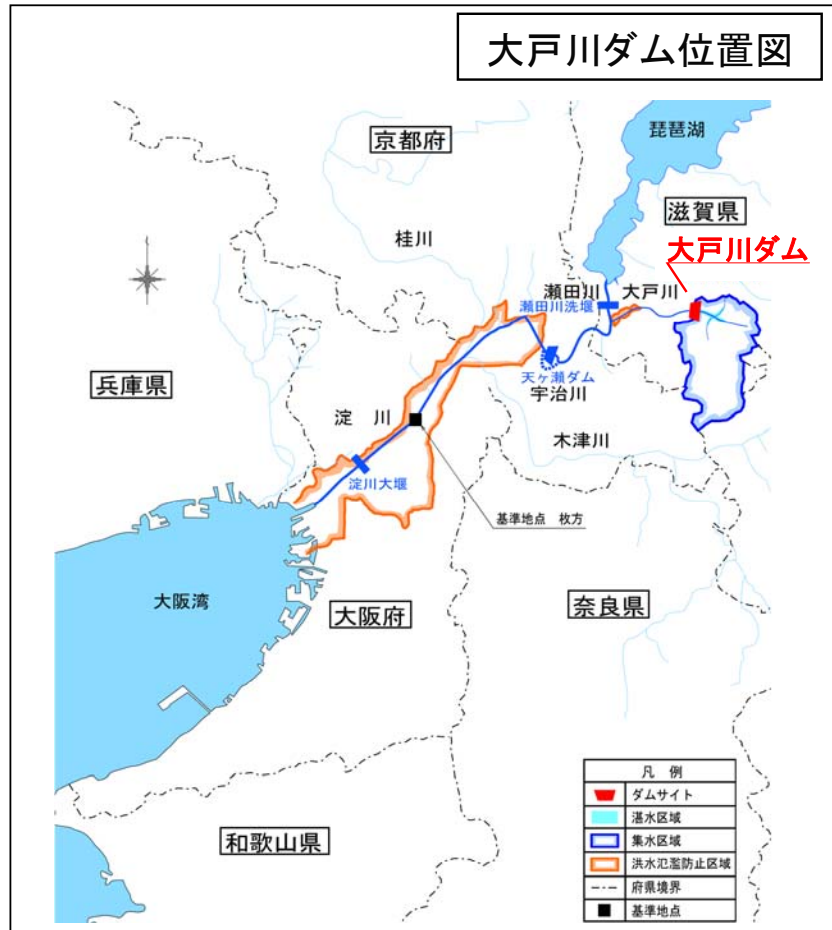 大戸川ダム位置図
琵琶湖
京都府
滋賀県
桂川
大戸川ダム
瀬田川
大戸川
瀬田川洗堰
天ヶ瀬ダム
兵庫県
宇治川
淀　川
木津川
淀川大堰
基準地点　枚方
大阪湾
大阪府
奈良県
和歌山県
凡　例
ダムサイト
湛水区域
集水区域
洪水氾濫防止区域
府県境界
基準地点